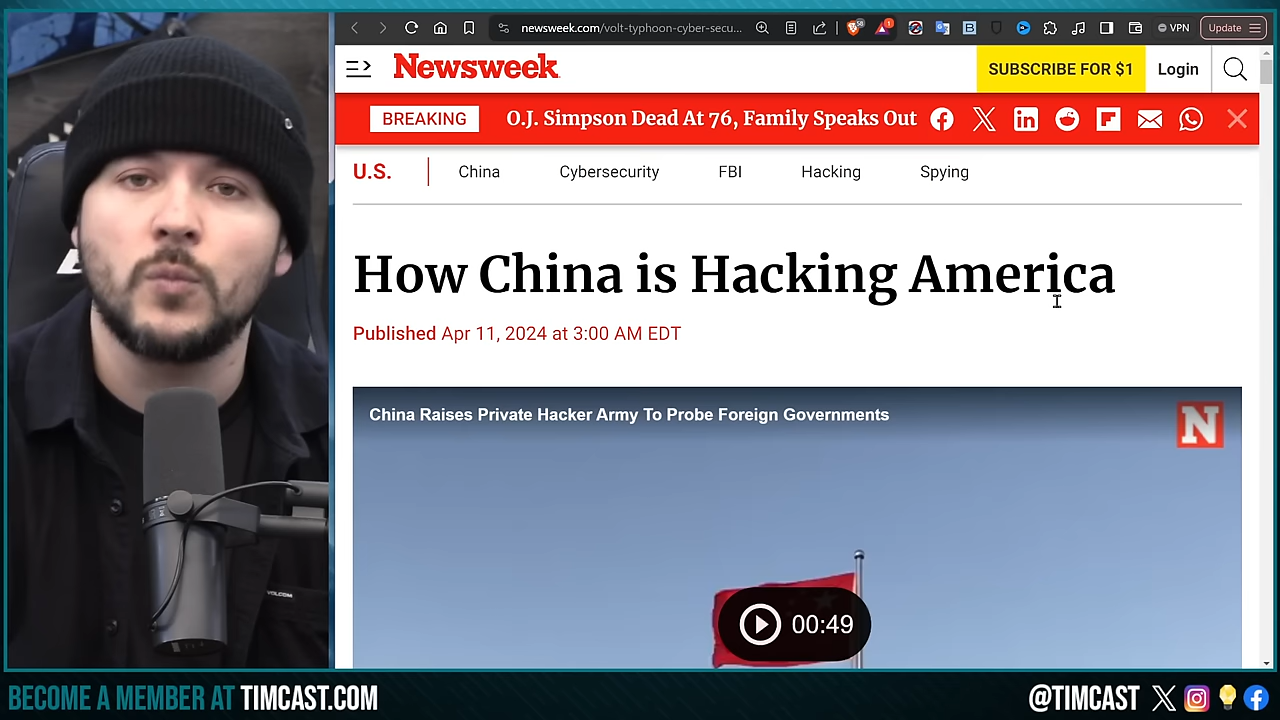 newsweek.com/volt-typhoon-cyber-secu...
VPN
Update
Newsweek
SUBSCRIBE FOR $1
Login
BREAKING
O.J. Simpson Dead At 76, Family Speaks Out
U.S.
China
Cybersecurity
FBI
Hacking
Spying
How China is Hacking America
Published Apr 11, 2024 at 3:00 AM EDT
China Raises Private Hacker Army To Probe Foreign Governments
N
00:49
VOLCOM
BECOME A MEMBER AT TIMCAST.COM
@TIMCAST